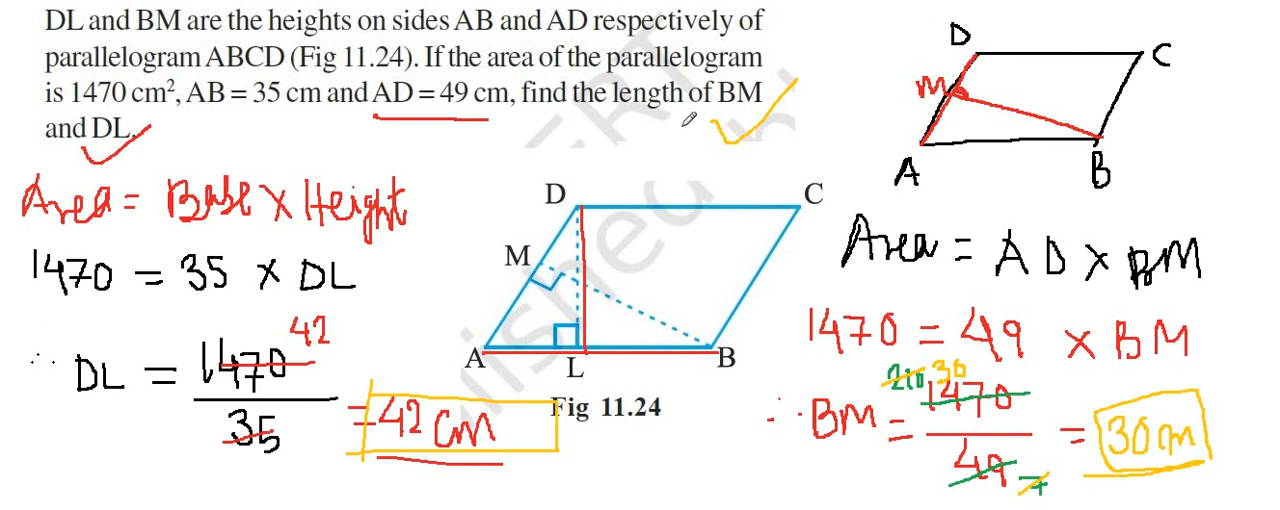 DL and BM are the heights on sides AB and AD respectively of
parallelogram ABCD (Fig 11.24). If the area of the parallelogram
is 1470 cm², AB = 35 cm and AD = 49 cm, find the length of BM
and DL.
Area = Base × Height
1470 = 35 × DL
∴ DL = 1470 42
35
= 42 cm
D
C
M
A
L
B
Fig 11.24
D
C
M
A
B
Area = AD × BM
1470 = 49 × BM
210 30
∴ BM = 1470
49 7
= 30 cm